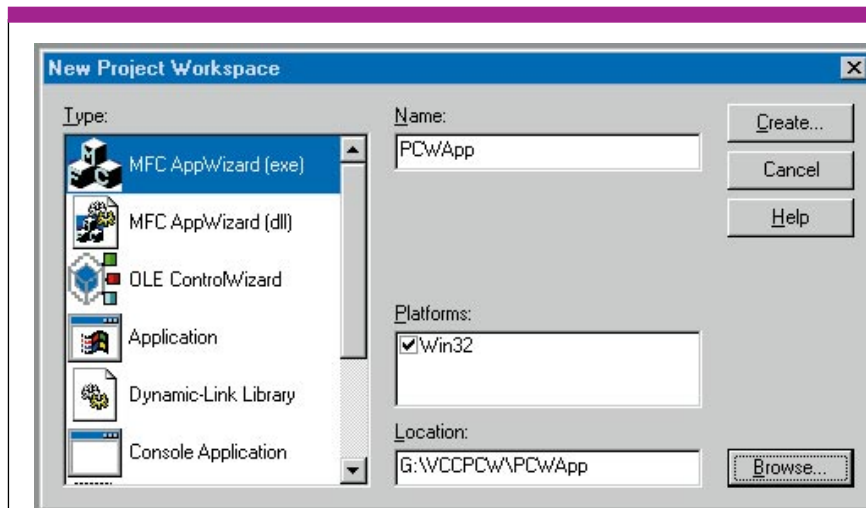 New Project Workspace
Type:
MFC AppWizard (exe)
MFC AppWizard (dll)
OLE ControlWizard
Application
Dynamic-Link Library
Console Application
Name:
PCWApp
Platforms:
Win32
Location:
G:\VCCPCW\PCWApp
Create...
Cancel
Help
Browse...